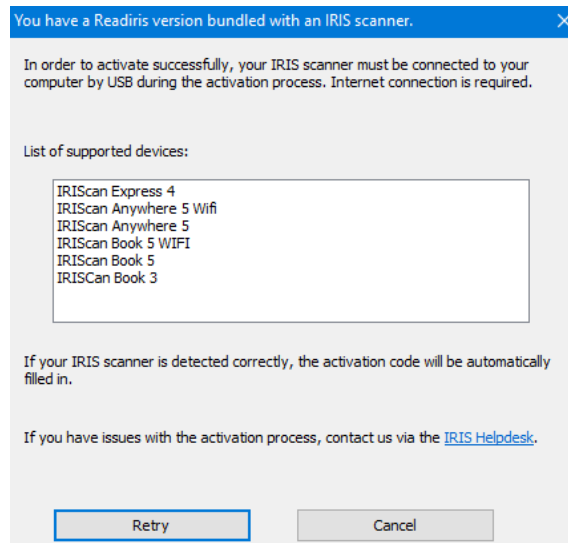 You have a Readiris version bundled with an IRIS scanner.
In order to activate successfully, your IRIS scanner must be connected to your
computer by USB during the activation process. Internet connection is required.
List of supported devices:
IRIScan Express 4
IRIScan Anywhere 5 Wifi
IRIScan Anywhere 5
IRIScan Book 5 WIFI
IRIScan Book 5
IRISCan Book 3
If your IRIS scanner is detected correctly, the activation code will be automatically
filled in.
If you have issues with the activation process, contact us via the IRIS Helpdesk.
Retry
Cancel